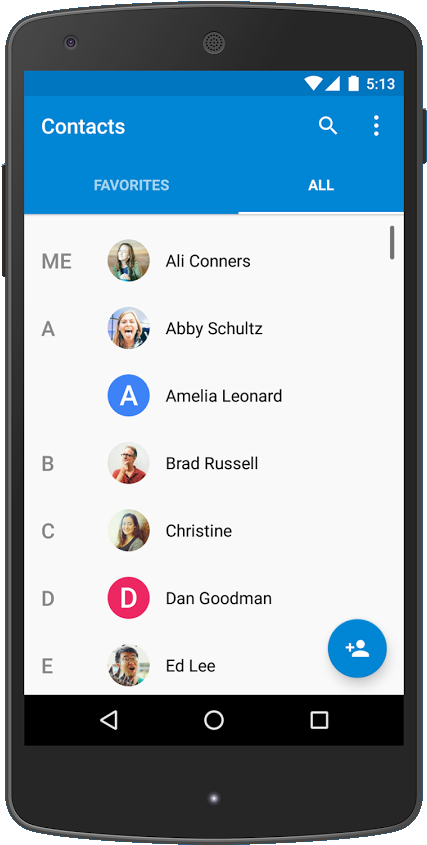 5:13
Contacts
FAVORITES ALL
ME Ali Conners
A Abby Schultz
A Amelia Leonard
B Brad Russell
C Christine
D D Dan Goodman
E Ed Lee